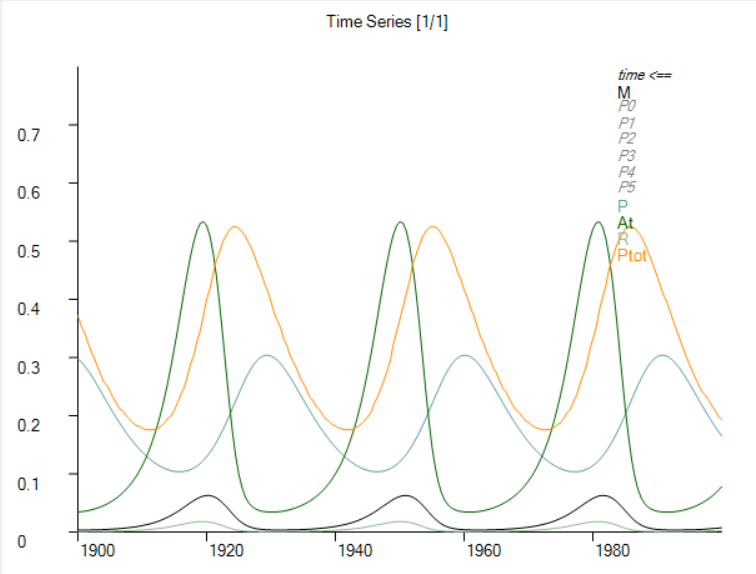 Time Series [1/1]
time <==
M
P0
P1
P2
P3
P4
P5
P
At
R
Ptot
0.7
0.6
0.5
0.4
0.3
0.2
0.1
0
1900 1920 1940 1960 1980